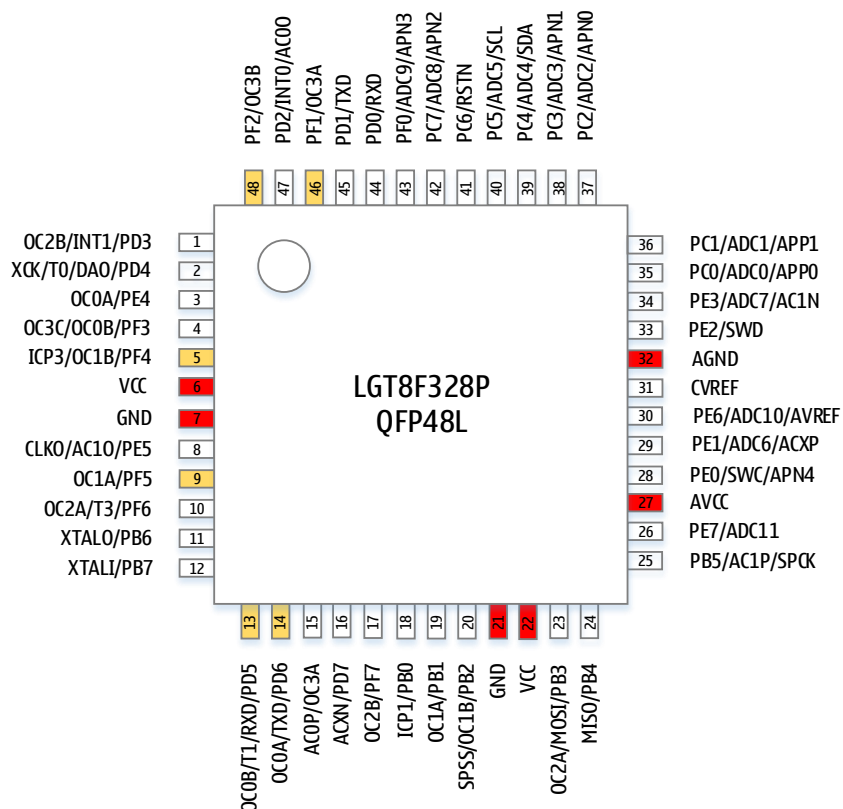 PF2/OC3B
PD2/INT0/AC0O
PF1/OC3A
PD1/TXD
PD0/RXD
PF0/ADC9/APN3
PC7/ADC8/APN2
PC6/RSTN
PC5/ADC5/SCL
PC4/ADC4/SDA
PC3/ADC3/APN1
PC2/ADC2/APN0
48 47 46 45 44 43 42 41 40 39 38 37
OC2B/INT1/PD3 1
XCK/T0/DAO/PD4 2
OC0A/PE4 3
OC3C/OC0B/PF3 4
ICP3/OC1B/PF4 5
VCC 6
GND 7
CLKO/AC1O/PE5 8
OC1A/PF5 9
OC2A/T3/PF6 10
XTALO/PB6 11
XTALI/PB7 12
LGT8F328P
QFP48L
36 PC1/ADC1/APP1
35 PC0/ADC0/APP0
34 PE3/ADC7/AC1N
33 PE2/SWD
32 AGND
31 CVREF
30 PE6/ADC10/AVREF
29 PE1/ADC6/ACXP
28 PE0/SWC/APN4
27 AVCC
26 PE7/ADC11
25 PB5/AC1P/SPCK
13 14 15 16 17 18 19 20 21 22 23 24
OC0B/T1/RXD/PD5
OC0A/TXD/PD6
AC0P/OC3A
ACXN/PD7
OC2B/PF7
ICP1/PB0
OC1A/PB1
SPSS/OC1B/PB2
GND
VCC
OC2A/MOSI/PB3
MISO/PB4